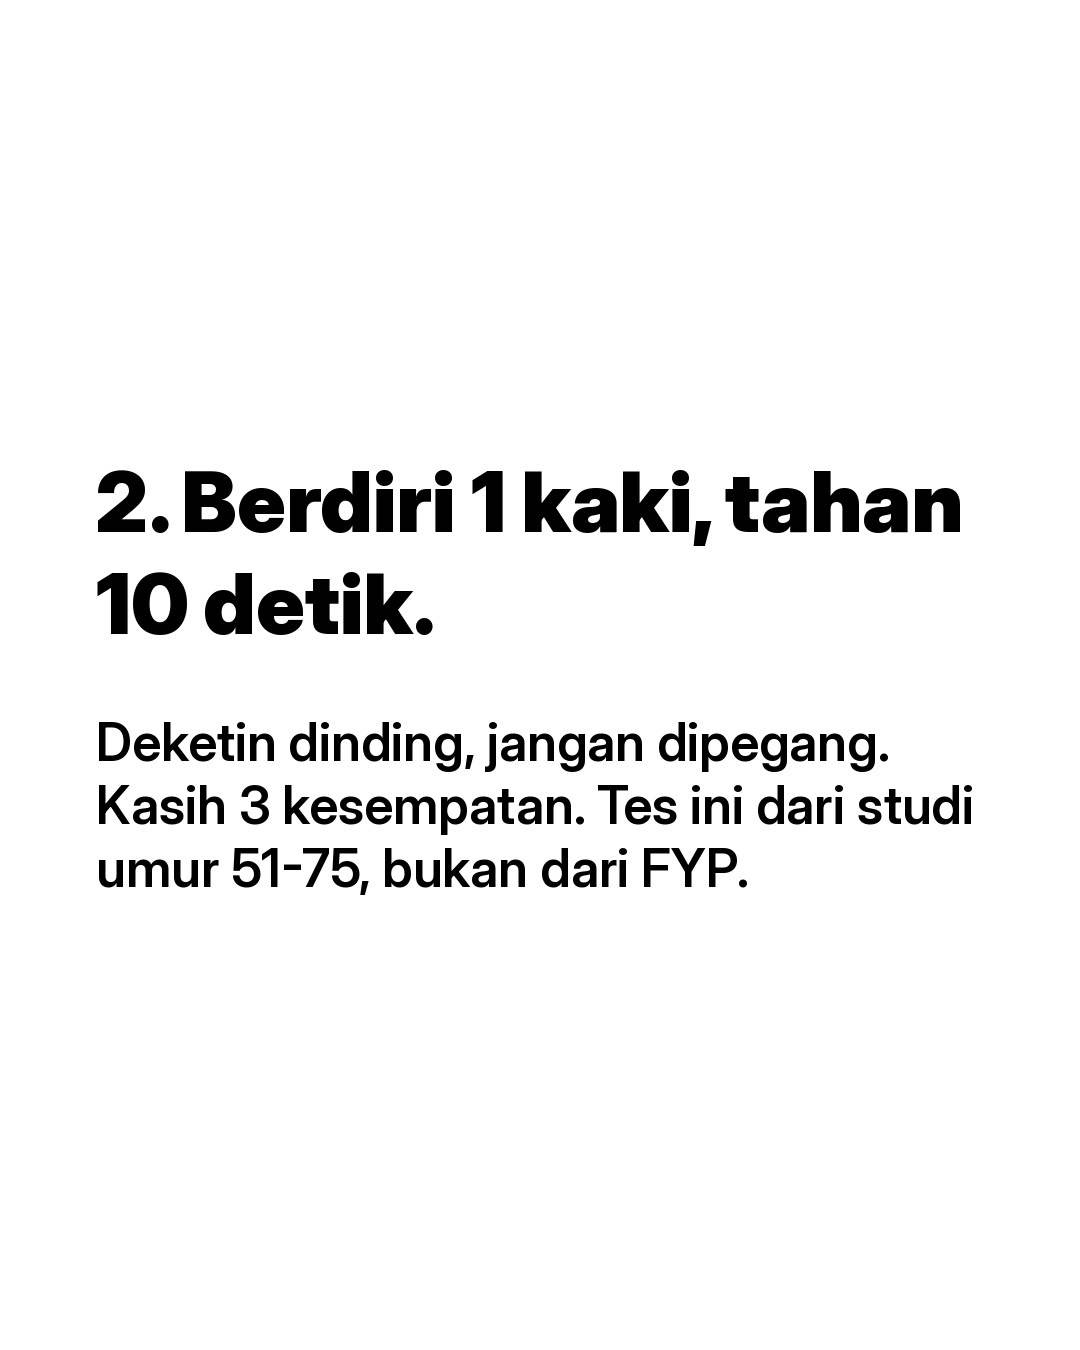 2. Berdiri 1 kaki, tahan
10 detik.
Deketin dinding, jangan dipegang.
Kasih 3 kesempatan. Tes ini dari studi
umur 51-75, bukan dari FYP.